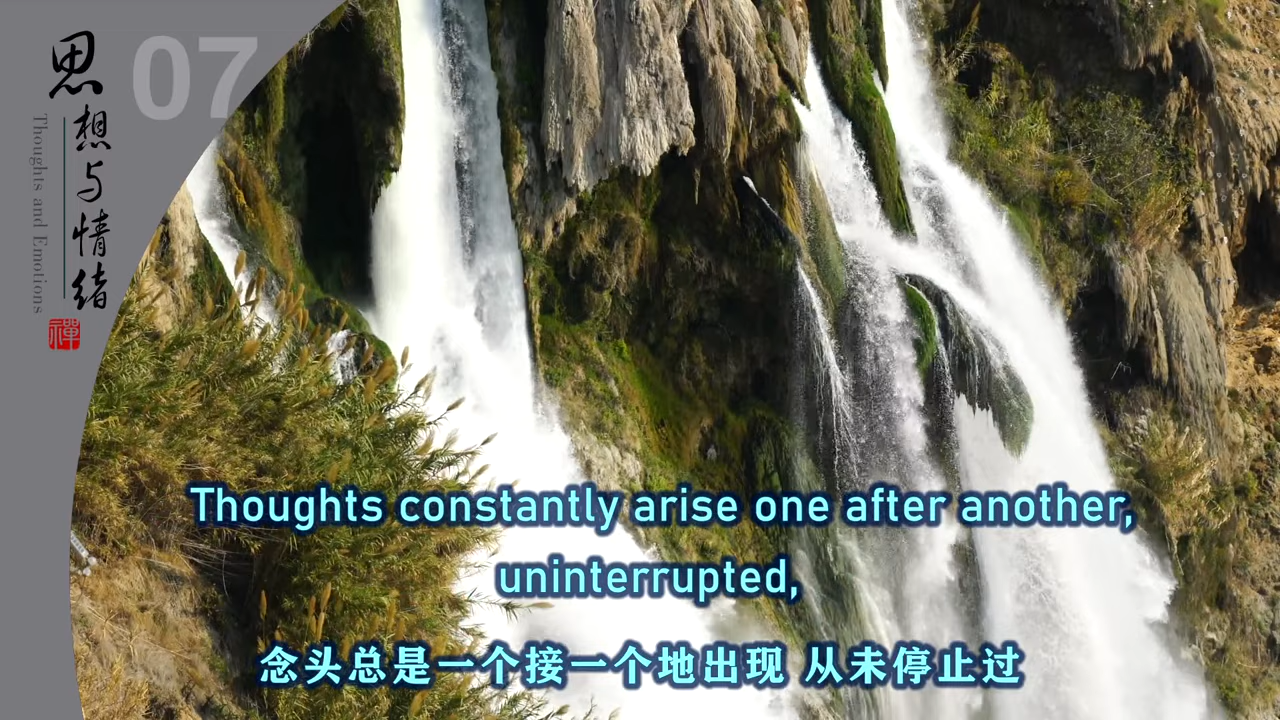 07
思想与情绪
Thoughts and Emotions
禪
Thoughts constantly arise one after another,
uninterrupted,
念头总是一个接一个地出现 从未停止过